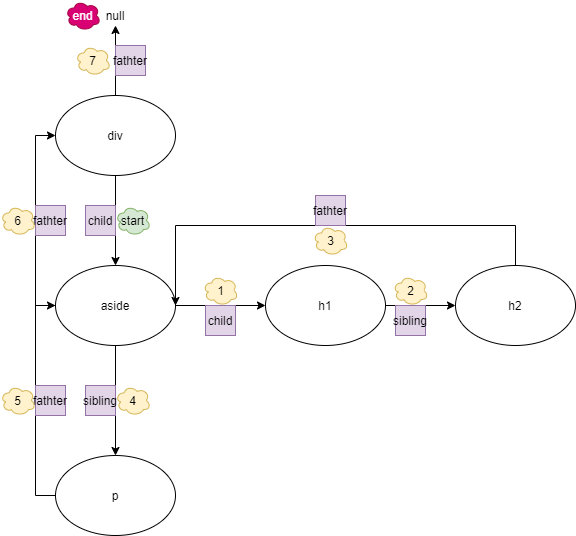 end null
7 fathter
div
6 fathter child start
fathter
3
aside
1
child
h1
2
sibling
h2
5 fathter sibling 4
p